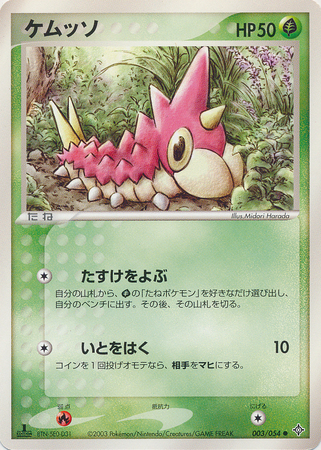 ケムッソ HP50
たね
Illus.Midori Harada
たすけをよぶ
自分の山札から、の「たねポケモン」を好きなだけ選び出し、
自分のベンチに出す。その後、その山札を切る。
いとをはく 10
コインを1回投げオモテなら、相手をマヒにする。
弱点 抵抗力 にげる
1 BTN-SE0-031 ©2003 Pokémon/Nintendo/Creatures/GAME FREAK. 003/054